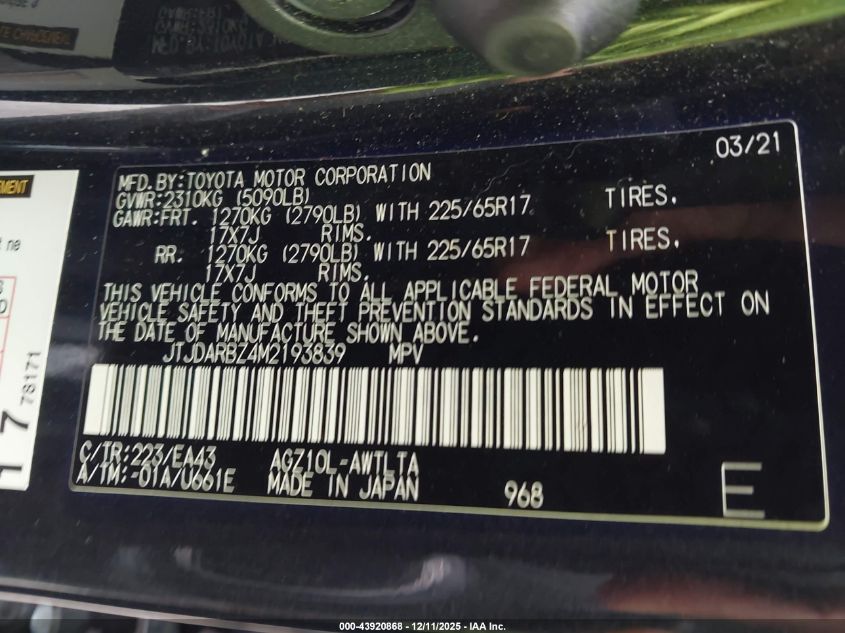 03/21
MFD.BY:TOYOTA MOTOR CORPORATION
GVWR:2310KG (5090LB)
GAWR:FRT. 1270KG (2790LB) WITH 225/65R17 TIRES.
17X7J RIMS.
RR. 1270KG (2790LB) WITH 225/65R17 TIRES.
17X7J RIMS.
THIS VEHICLE CONFORMS TO ALL APPLICABLE FEDERAL MOTOR
VEHICLE SAFETY AND THEFT PREVENTION STANDARDS IN EFFECT ON
THE DATE OF MANUFACTURE SHOWN ABOVE.
JTJDARBZ4M2193839 MPV
C/TR:223/EA43 AGZ10L-AWTLTA
A/TM:-01A/U661E MADE IN JAPAN 968 E
78171
000-43920868 - 12/11/2025 - IAA Inc.